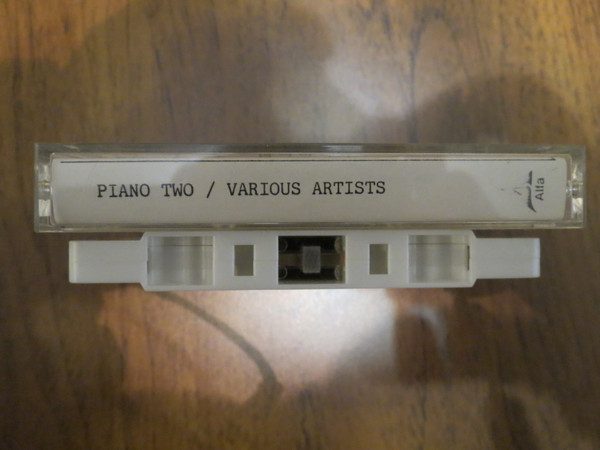 PIANO TWO / VARIOUS ARTISTS
Alfa